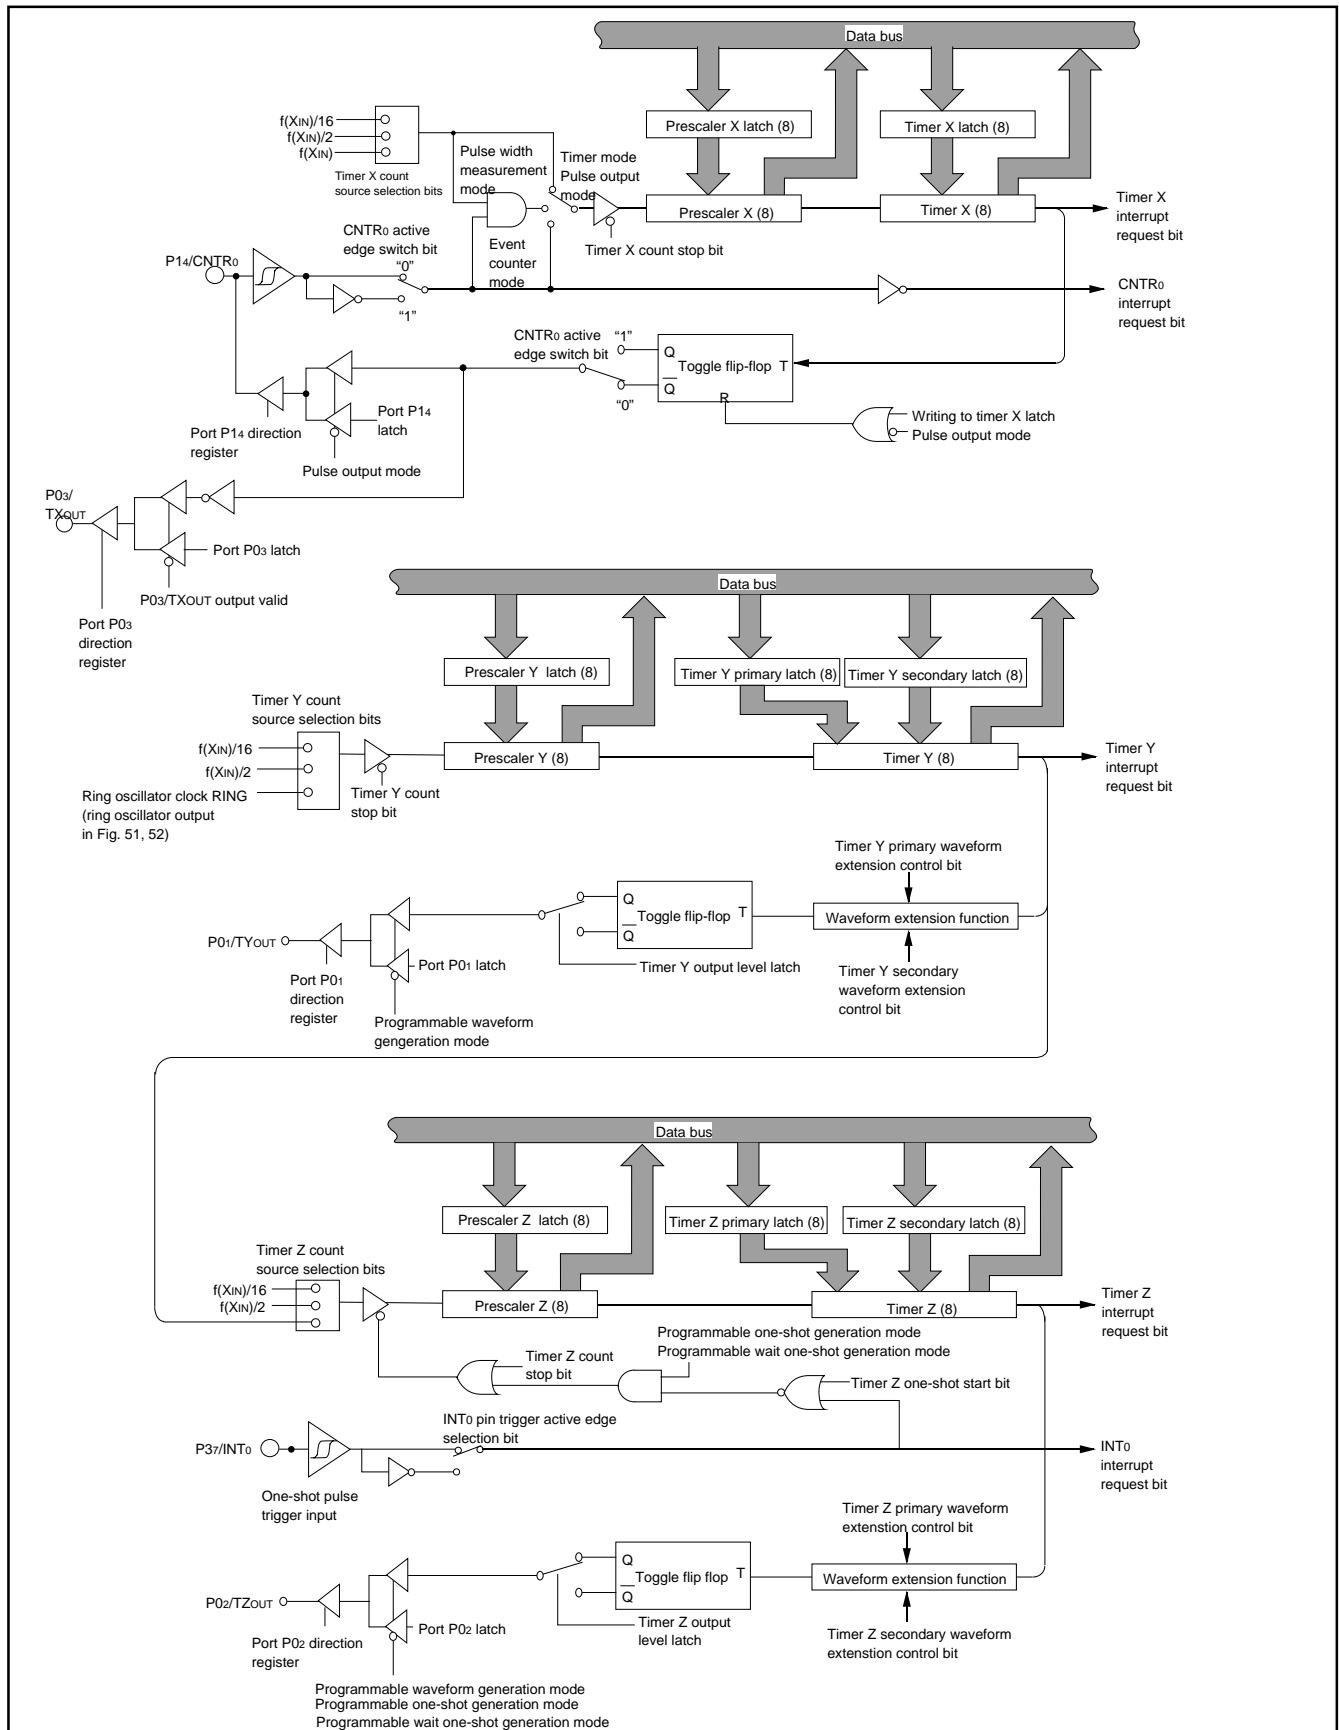 Data bus
f(XIN)/16
f(XIN)/2
f(XIN)
Timer X count
source selection bits
Pulse width
measurement
mode
Timer mode
Pulse output
mode
Prescaler X latch (8)
Timer X latch (8)
Prescaler X (8)
Timer X (8)
Timer X
interrupt
request bit
Timer X count stop bit
CNTR0 active
edge switch bit
"0"
Event
counter
mode
P14/CNTR0
"1"
CNTR0
interrupt
request bit
CNTR0 active
edge switch bit
"1"
Q
Toggle flip-flop
T
Q
R
"0"
Writing to timer X latch
Pulse output mode
Port P14
latch
Port P14 direction
register
Pulse output mode
P03/
TXOUT
Port P03 latch
P03/TXOUT output valid
Port P03
direction
register
Data bus
Prescaler Y latch (8)
Timer Y primary latch (8)
Timer Y secondary latch (8)
Timer Y count
source selection bits
f(XIN)/16
f(XIN)/2
Ring oscillator clock RING
(ring oscillator output
in Fig. 51, 52)
Timer Y count
stop bit
Prescaler Y (8)
Timer Y (8)
Timer Y
interrupt
request bit
Timer Y primary waveform
extension control bit
Q
Toggle flip-flop
T
Q
Waveform extension function
P01/TYOUT
Port P01 latch
Timer Y output level latch
Port P01
direction
register
Timer Y secondary
waveform extension
control bit
Programmable waveform
gengeration mode
Data bus
Prescaler Z latch (8)
Timer Z primary latch (8)
Timer Z secondary latch (8)
Timer Z count
source selection bits
f(XIN)/16
f(XIN)/2
Prescaler Z (8)
Timer Z (8)
Timer Z
interrupt
request bit
Programmable one-shot generation mode
Programmable wait one-shot generation mode
Timer Z count
stop bit
Timer Z one-shot start bit
INT0 pin trigger active edge
selection bit
P37/INT0
INT0
interrupt
request bit
One-shot pulse
trigger input
Timer Z primary waveform
extenstion control bit
Q
Toggle flip flop
T
Q
Waveform extension function
P02/TZOUT
Port P02 latch
Timer Z output
level latch
Port P02 direction
register
Timer Z secondary waveform
extenstion control bit
Programmable waveform generation mode
Programmable one-shot generation mode
Programmable wait one-shot generation mode